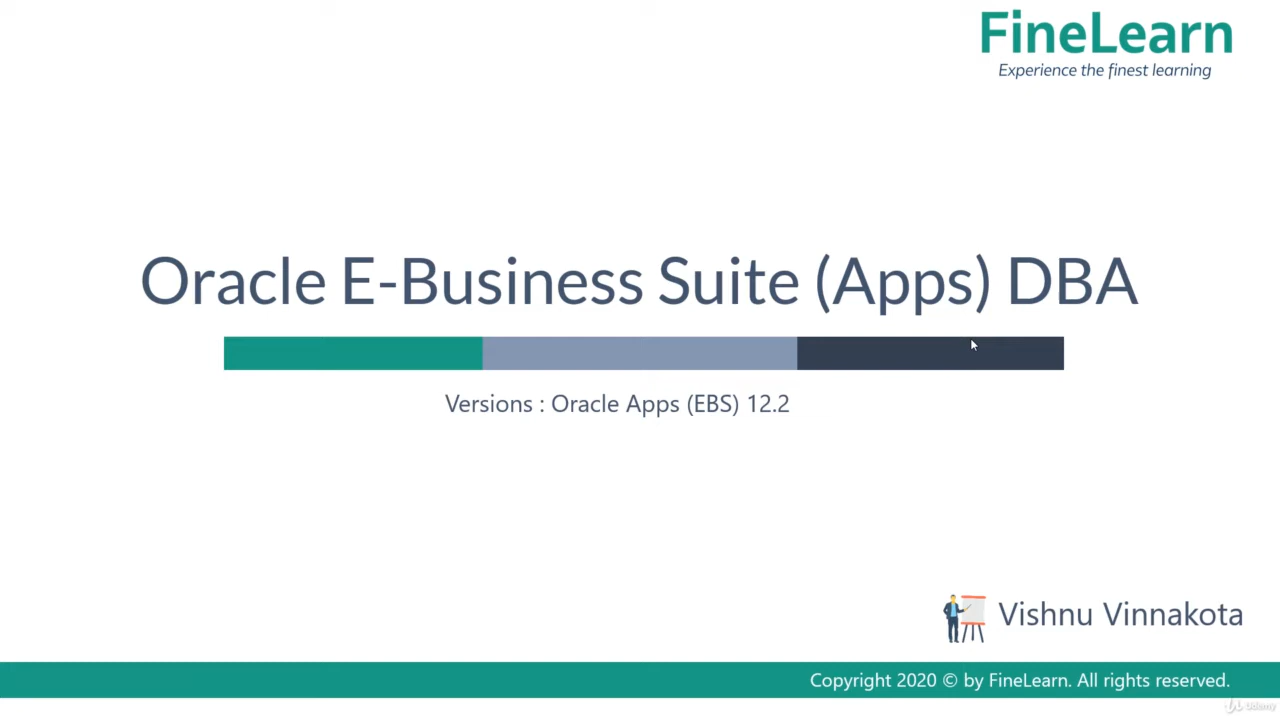 FineLearn
Experience the finest learning
Oracle E-Business Suite (Apps) DBA
Versions : Oracle Apps (EBS) 12.2
Vishnu Vinnakota
Copyright 2020 © by FineLearn. All rights reserved.
Udemy